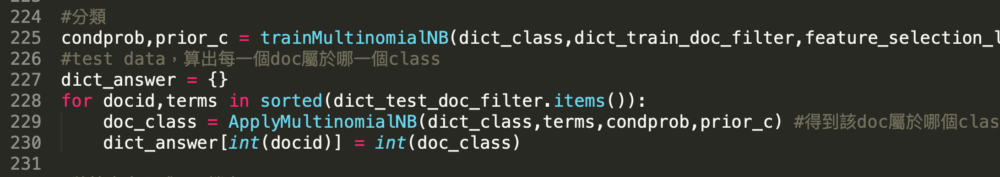 224 #分類
225 condprob,prior_c = trainMultinomialNB(dict_class,dict_train_doc_filter,feature_selection_l
226 #test data，算出每一個doc屬於哪一個class
227 dict_answer = {}
228 for docid,terms in sorted(dict_test_doc_filter.items()):
229     doc_class = ApplyMultinomialNB(dict_class,terms,condprob,prior_c) #得到該doc屬於哪個clas
230     dict_answer[int(docid)] = int(doc_class)
231